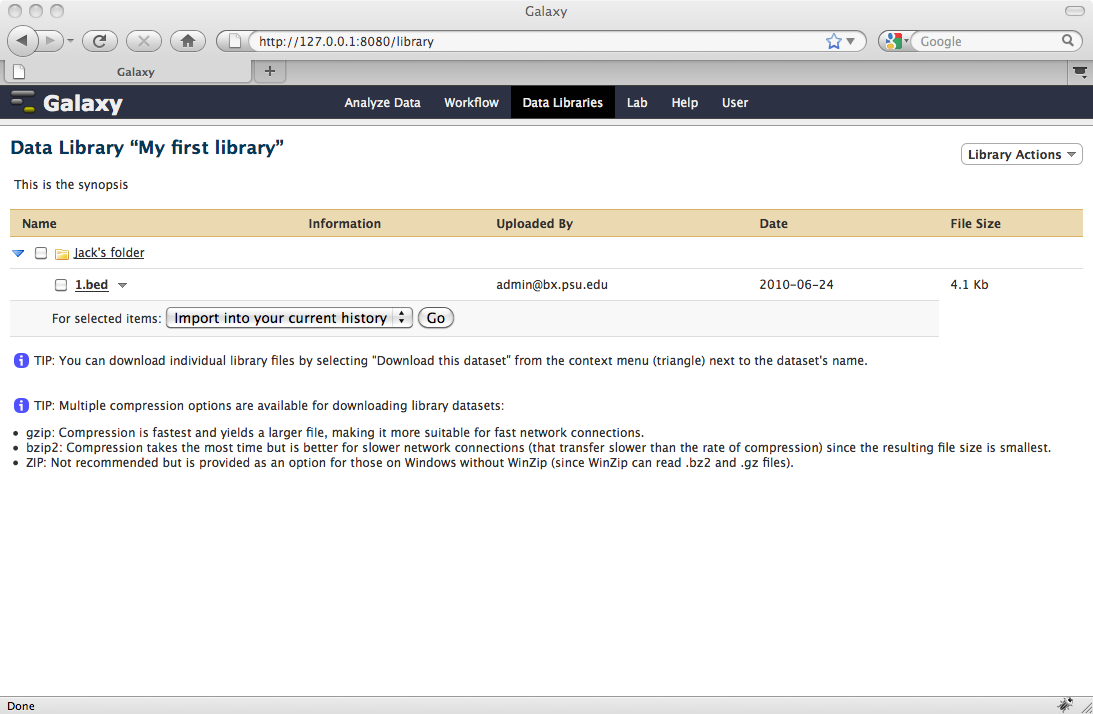 Galaxy
http://127.0.0.1:8080/library
Google
Galaxy
Galaxy
Analyze Data Workflow Data Libraries Lab Help User
Data Library “My first library”
Library Actions
This is the synopsis
Name Information Uploaded By Date File Size
Jack's folder
1.bed admin@bx.psu.edu 2010-06-24 4.1 Kb
For selected items: Import into your current history Go
TIP: You can download individual library files by selecting "Download this dataset" from the context menu (triangle) next to the dataset's name.
TIP: Multiple compression options are available for downloading library datasets:
• gzip: Compression is fastest and yields a larger file, making it more suitable for fast network connections.
• bzip2: Compression takes the most time but is better for slower network connections (that transfer slower than the rate of compression) since the resulting file size is smallest.
• ZIP: Not recommended but is provided as an option for those on Windows without WinZip (since WinZip can read .bz2 and .gz files).
Done